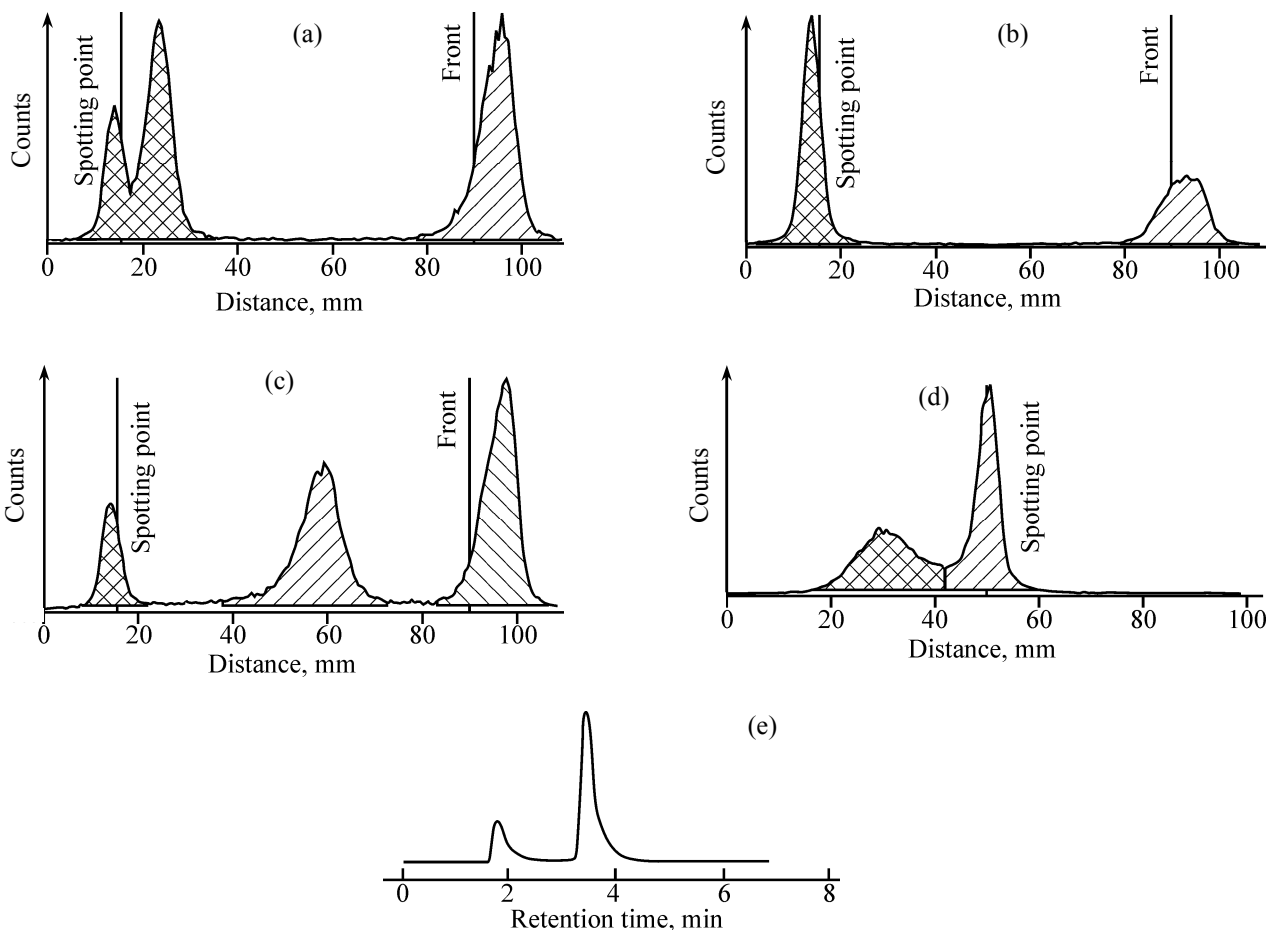 (a)
Counts
Spotting point
Front
0 20 40 60 80 100
Distance, mm
(b)
Counts
Spotting point
Front
0 20 40 60 80 100
Distance, mm
(c)
Counts
Spotting point
Front
0 20 40 60 80 100
Distance, mm
(d)
Counts
Spotting point
0 20 40 60 80 100
Distance, mm
(e)
0 2 4 6 8
Retention time, min